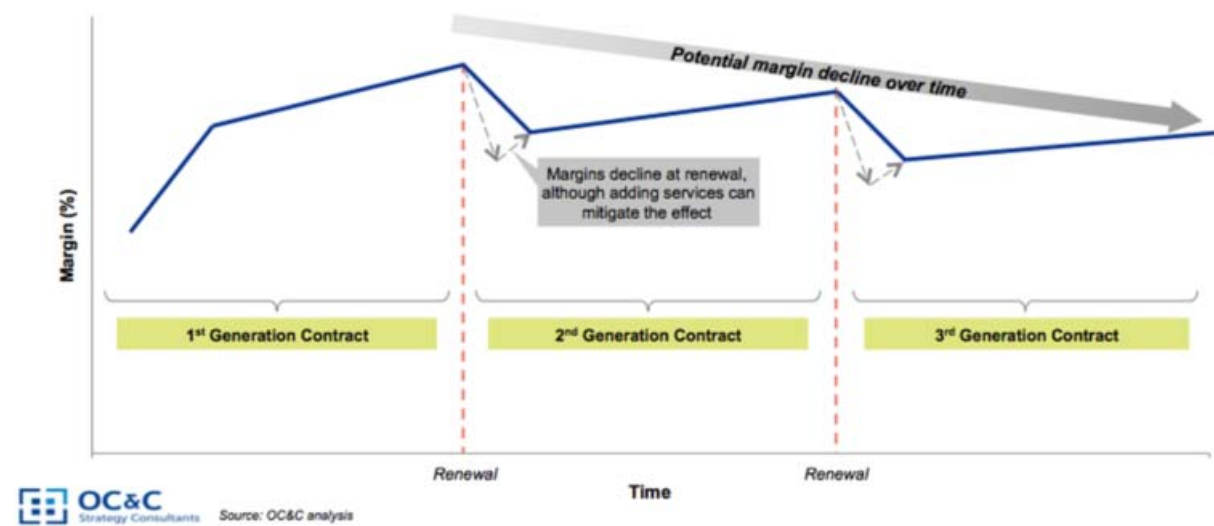 Potential margin decline over time
Margins decline at renewal,
although adding services can
mitigate the effect
Margin (%)
1st Generation Contract
2nd Generation Contract
3rd Generation Contract
Renewal
Renewal
Time
OC&C
Strategy Consultants
Source: OC&C analysis